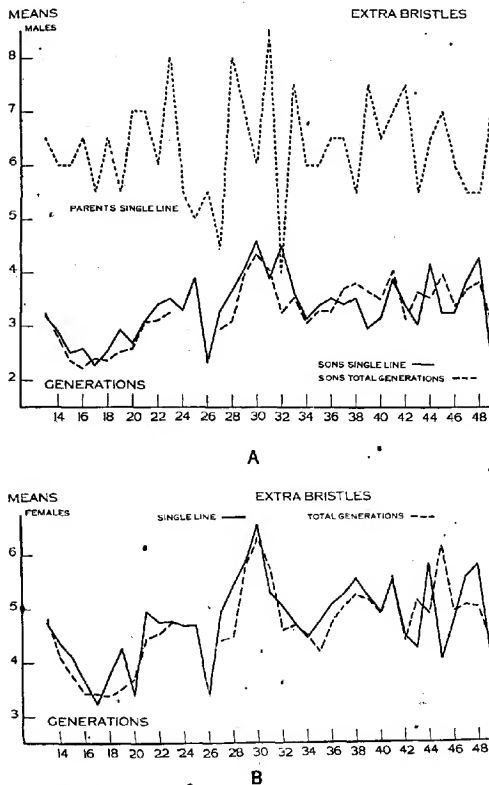 MEANS EXTRA BRISTLES
MALES
8
7
6
5
4
3
2
PARENTS SINGLE LINE
SONS SINGLE LINE
SONS TOTAL GENERATIONS
GENERATIONS
14 16 18 20 22 24 26 28 30 32 34 36 38 40 42 44 46 48
A
MEANS EXTRA BRISTLES
FEMALES SINGLE LINE TOTAL GENERATIONS
6
5
4
3
GENERATIONS
14 16 18 20 22 24 26 28 30 32 34 36 38 40 42 44 46 48
B